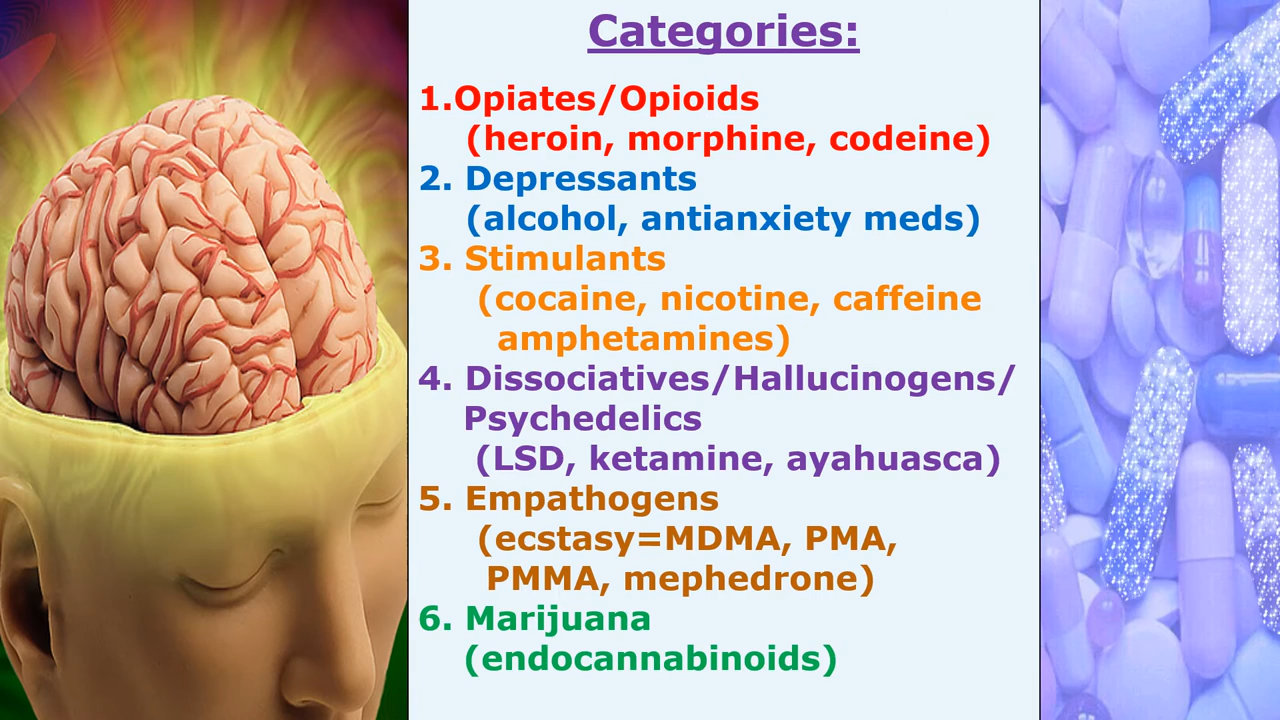 Categories:
1.Opiates/Opioids
(heroin, morphine, codeine)
2. Depressants
(alcohol, antianxiety meds)
3. Stimulants
(cocaine, nicotine, caffeine
amphetamines)
4. Dissociatives/Hallucinogens/
Psychedelics
(LSD, ketamine, ayahuasca)
5. Empathogens
(ecstasy=MDMA, PMA,
PMMA, mephedrone)
6. Marijuana
(endocannabinoids)